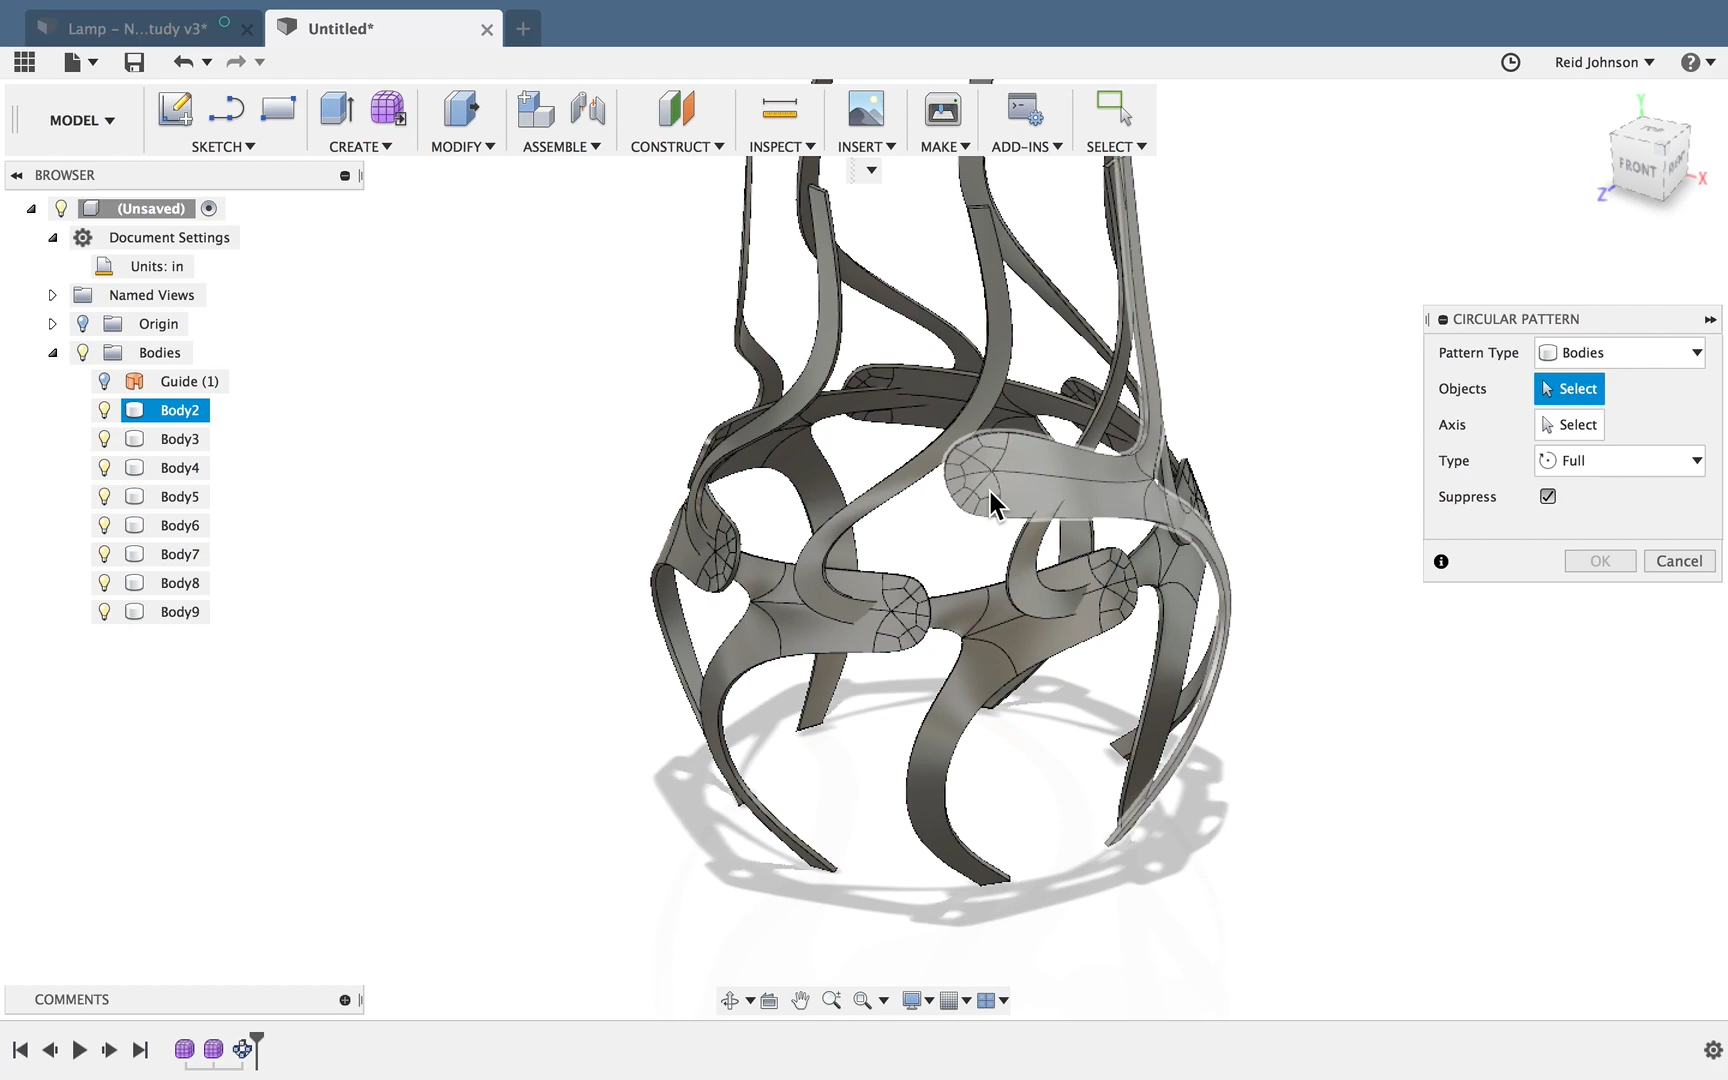 Lamp – N...tudy v3*
Untitled*
Reid Johnson
MODEL
SKETCH
CREATE
MODIFY
ASSEMBLE
CONSTRUCT
INSPECT
INSERT
MAKE
ADD-INS
SELECT
BROWSER
(Unsaved)
Document Settings
Units: in
Named Views
Origin
Bodies
Guide (1)
Body2
Body3
Body4
Body5
Body6
Body7
Body8
Body9
Y
FRONT
X
Z
CIRCULAR PATTERN
Pattern Type Bodies
Objects Select
Axis Select
Type Full
Suppress
OK Cancel
COMMENTS